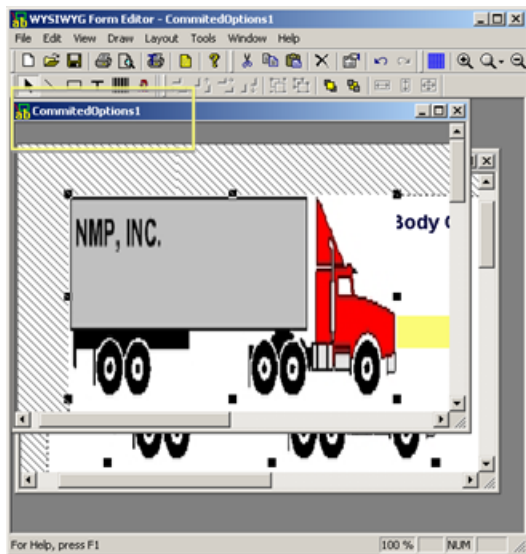 WYSIWYG Form Editor - CommitedOptions1
File Edit View Draw Layout Tools Window Help
CommitedOptions1
NMP, INC.
Body
For Help, press F1
100 %
NUM